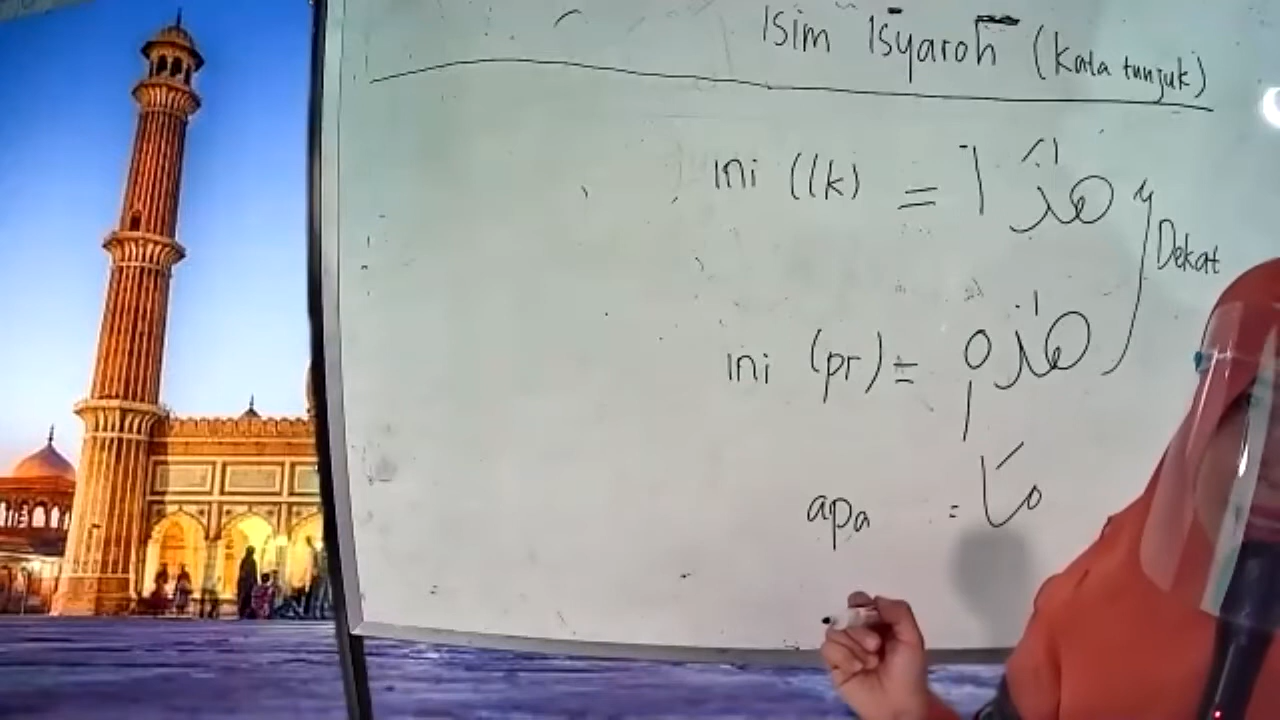 Isim Isyaroh (kata tunjuk)
ini (lk) = هٰذَ ا
Dekat
ini (pr) = هٰذِهِ
apa = مَا